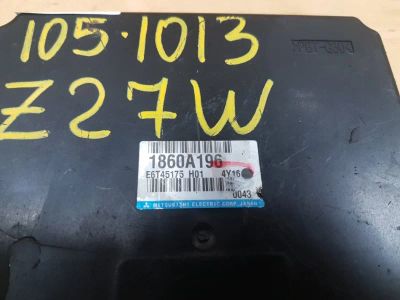 105-1013
Z27W
1860A196
E6T45175 H01 4Y16
0043
MITSUBISHI ELECTRIC CORP. JAPAN